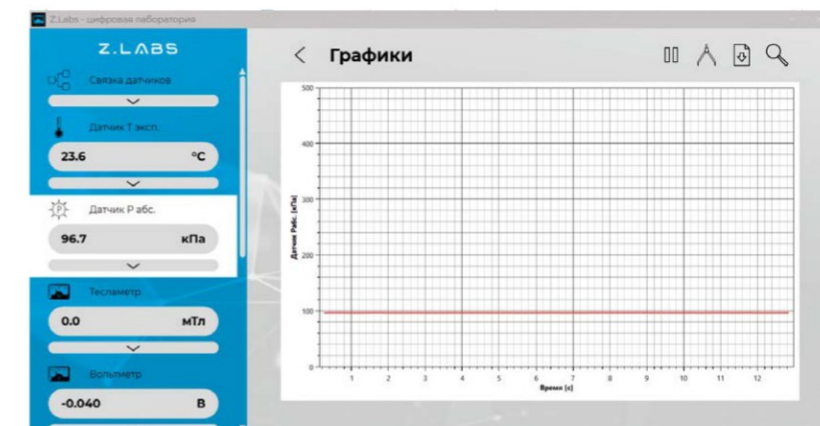 Z.Labs - цифровая лаборатория
Z.LABS
Связка датчиков
Датчик Т эксп.
23.6 °C
Датчик Р абс.
96.7 кПа
Тесламетр
0.0 мТл
Вольтметр
-0.040 В
Графики
500
400
300
200
100
0
Датчик Рабс. [кПа]
1 2 3 4 5 6 7 8 9 10 11 12
Время [с]